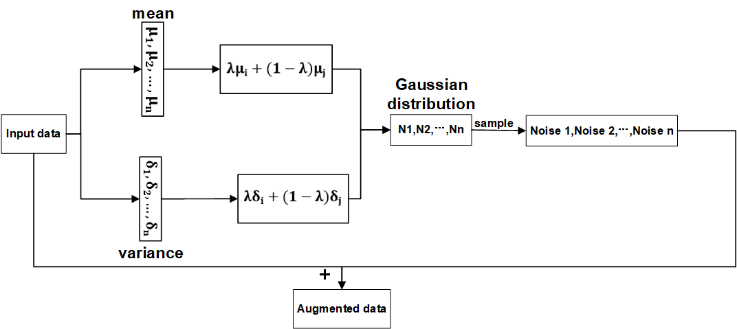 mean
μ1, μ2, ..., μn
λμi + (1 − λ)μj
Input data
Gaussian
distribution
N1,N2,···,Nn
sample
Noise 1,Noise 2,···,Noise n
δ1, δ2, ..., δn
λδi + (1 − λ)δj
variance
+
Augmented data